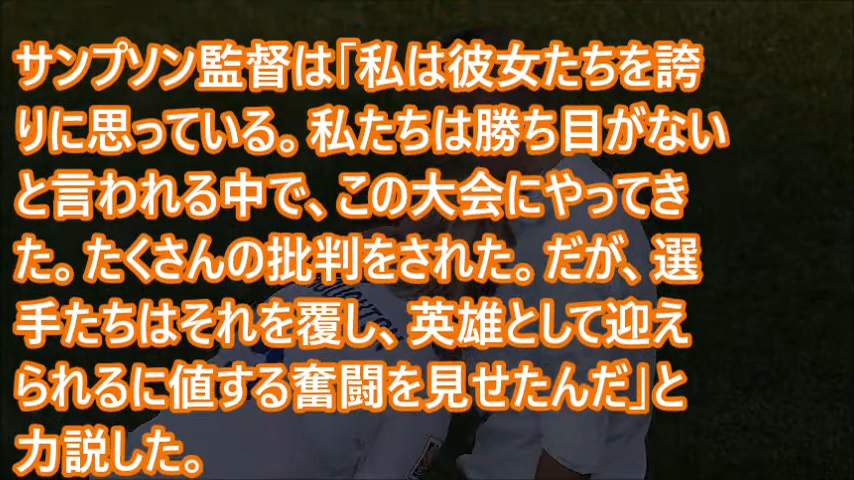 サンプソン監督は「私は彼女たちを誇
りに思っている。私たちは勝ち目がない
と言われる中で、この大会にやってき
た。たくさんの批判をされた。だが、選
手たちはそれを覆し、英雄として迎え
られるに値する奮闘を見せたんだ」と
力説した。